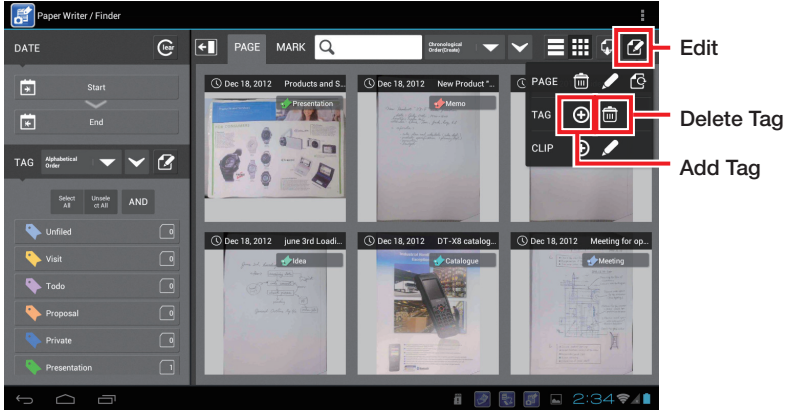 Paper Writer / Finder
DATE
Clear
PAGE
MARK
Chronological
Order(Create)
Edit
Start
End
TAG
Alphabetical
Order
Select
All
Unsele
ct All
AND
Unfiled
0
Visit
0
Todo
0
Proposal
0
Private
0
Presentation
1
Dec 18, 2012 Products and S...
Presentation
Dec 18, 2012 New Product "...
Memo
PAGE
TAG
CLIP
Delete Tag
Add Tag
Dec 18, 2012 june 3rd Loadi...
Idea
Dec 18, 2012 DT-X8 catalog...
Catalogue
Dec 18, 2012 Meeting for op...
Meeting
2:34